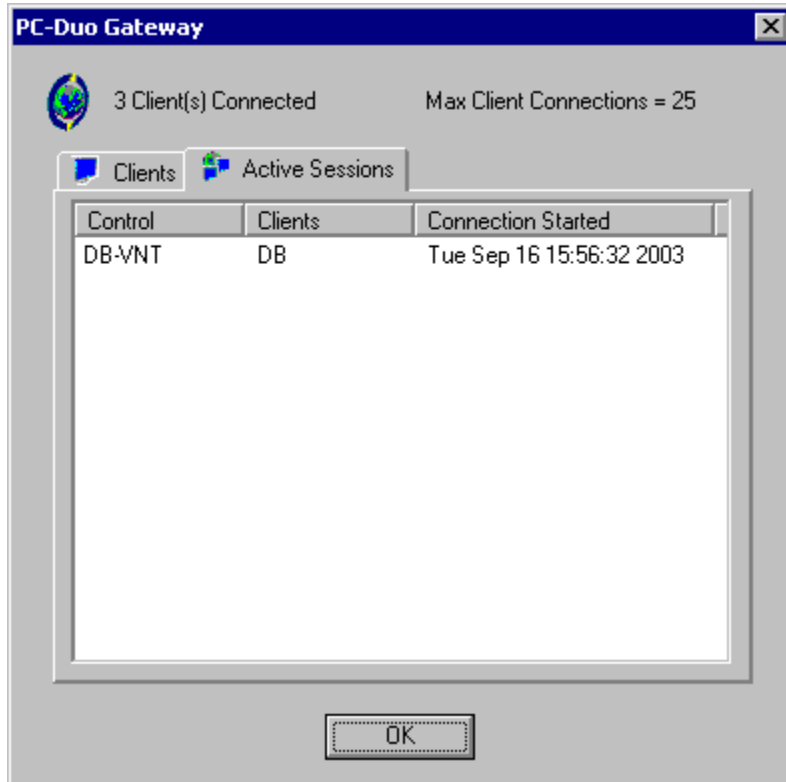 PC-Duo Gateway
3 Client(s) Connected Max Client Connections = 25
Clients Active Sessions
Control Clients Connection Started
DB-VNT DB Tue Sep 16 15:56:32 2003
OK